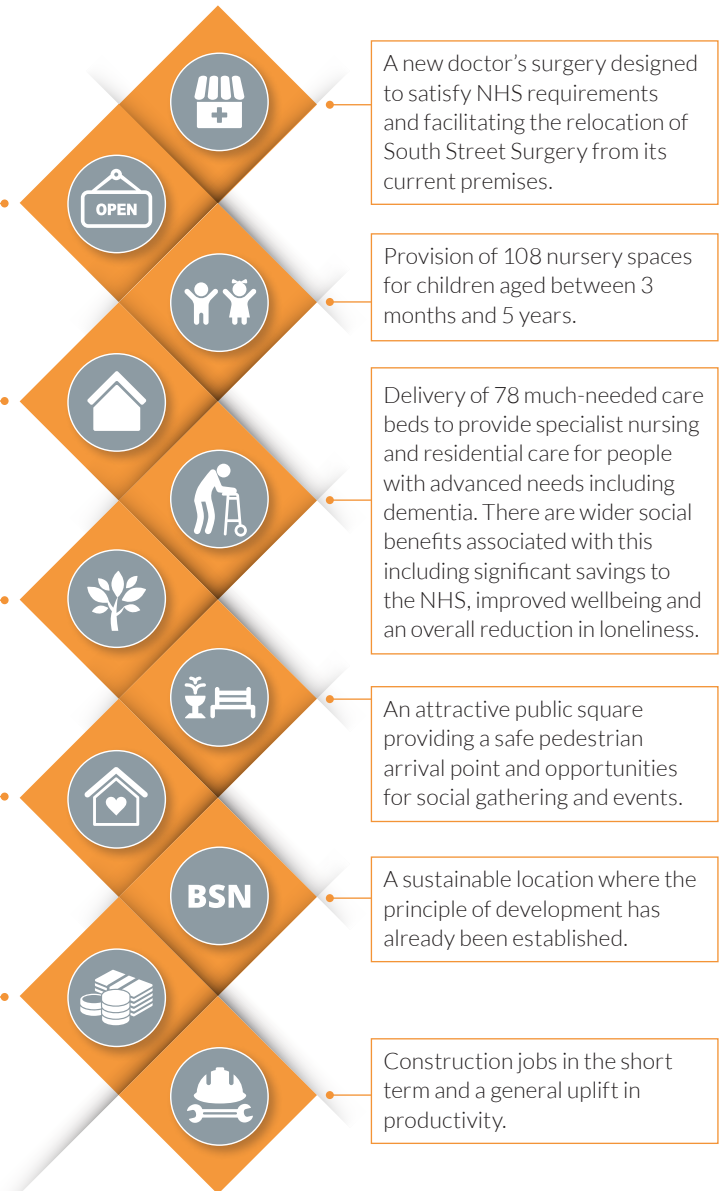 A new doctor’s surgery designed
to satisfy NHS requirements
and facilitating the relocation of
South Street Surgery from its
current premises.
OPEN
Provision of 108 nursery spaces
for children aged between 3
months and 5 years.
Delivery of 78 much-needed care
beds to provide specialist nursing
and residential care for people
with advanced needs including
dementia. There are wider social
benefits associated with this
including significant savings to
the NHS, improved wellbeing and
an overall reduction in loneliness.
An attractive public square
providing a safe pedestrian
arrival point and opportunities
for social gathering and events.
BSN
A sustainable location where the
principle of development has
already been established.
Construction jobs in the short
term and a general uplift in
productivity.